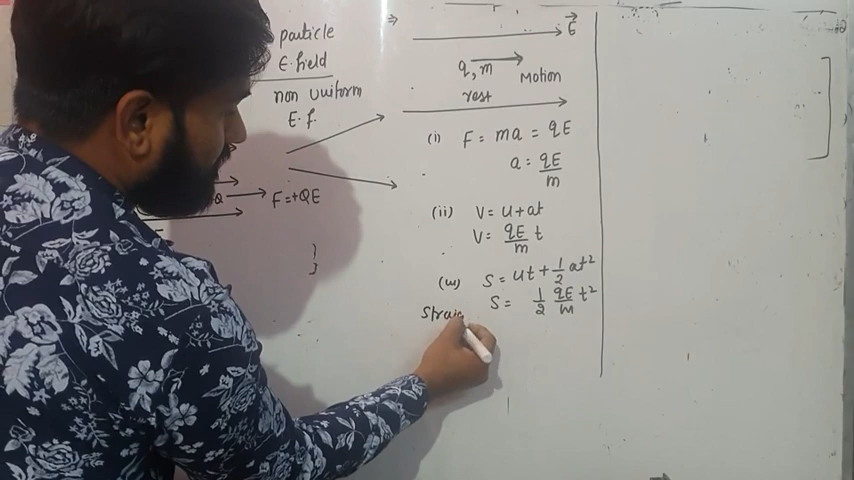 particle
E. field
non uniform
E. f.
F=+QE
⇒
E⃗
q, m
Motion
rest
(i) F = ma = qE
a = qE/m
(ii) V = u + at
V = qE/m t
S = ut + 1/2 at²
S = 1/2 qE/m t²
Straig